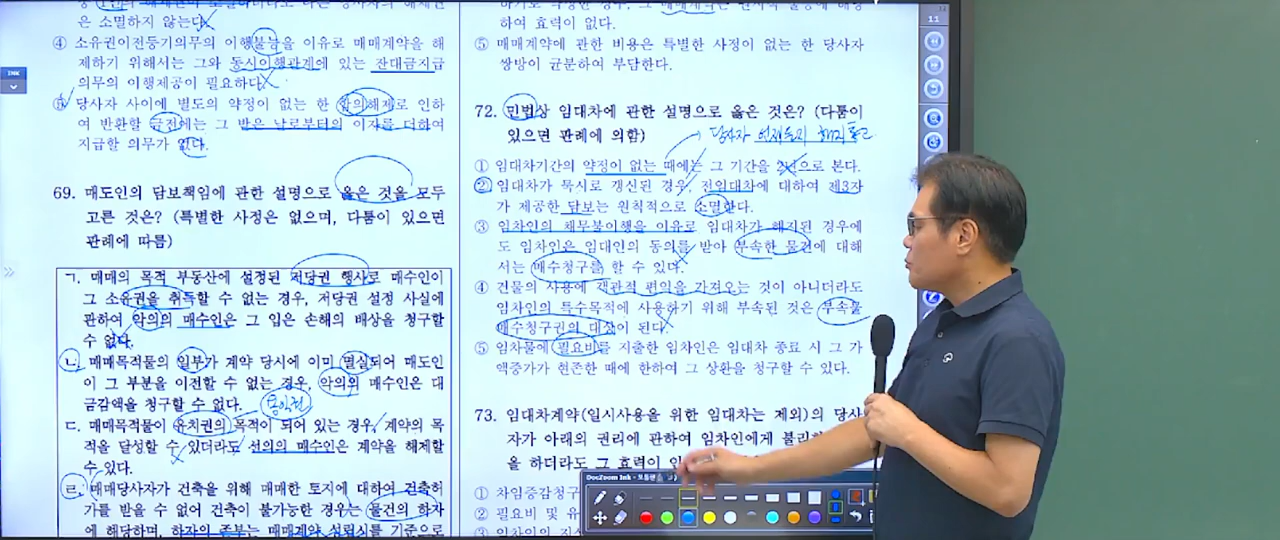 은 소멸하지 않는다.
④ 소유권이전등기의무의 이행불능을 이유로 매매계약을 해
제하기 위해서는 그와 동시이행관계에 있는 잔대금지급
의무의 이행제공이 필요하다.
⑤ 당사자 사이에 별도의 약정이 없는 한 합의해제로 인하
여 반환할 금전에는 그 받은 날로부터의 이자를 더하여
지급할 의무가 없다.
69. 매도인의 담보책임에 관한 설명으로 옳은 것을 모두
고른 것은? (특별한 사정은 없으며, 다툼이 있으면
판례에 따름)
ㄱ. 매매의 목적 부동산에 설정된 저당권 행사로 매수인이
그 소유권을 취득할 수 없는 경우, 저당권 설정 사실에
관하여 악의의 매수인은 그 입은 손해의 배상을 청구할
수 없다.
ㄴ. 매매목적물의 일부가 계약 당시에 이미 멸실되어 매도인
이 그 부분을 이전할 수 없는 경우, 악의의 매수인은 대
금감액을 청구할 수 없다.
용익권
ㄷ. 매매목적물이 유치권의 목적이 되어 있는 경우, 계약의 목
적을 달성할 수 있더라도 선의의 매수인은 계약을 해제할
수 있다.
ㄹ. 매매당사자가 건축을 위해 매매한 토지에 대하여 건축허
가를 받을 수 없어 건축이 불가능한 경우는 물건의 하자
에 해당하며, 하자의 존부는 매매계약 성립시를 기준으로
하여 효력이 없다.
⑤ 매매계약에 관한 비용은 특별한 사정이 없는 한 당사자
쌍방이 균분하여 부담한다.
72. 민법상 임대차에 관한 설명으로 옳은 것은? (다툼이
있으면 판례에 의함)
당사자 언제든지 해지통고
① 임대차기간의 약정이 없는 때에는 그 기간을 2년으로 본다.
② 임대차가 묵시로 갱신된 경우, 전임대차에 대하여 제3자
가 제공한 담보는 원칙적으로 소멸한다.
③ 임차인의 채무불이행을 이유로 임대차가 해지된 경우에
도 임차인은 임대인의 동의를 받아 부속한 물건에 대해
서는 매수청구를 할 수 있다.
④ 건물의 사용에 객관적 편익을 가져오는 것이 아니더라도
임차인의 특수목적에 사용하기 위해 부속된 것은 부속물
매수청구권의 대상이 된다.
⑤ 임차물에 필요비를 지출한 임차인은 임대차 종료 시 그 가
액증가가 현존한 때에 한하여 그 상환을 청구할 수 있다.
73. 임대차계약(일시사용을 위한 임대차는 제외)의 당사
자가 아래의 권리에 관하여 임차인에게 불리
을 하더라도 그 효력이
① 차임증감청구
② 필요비 및
INK
11
DocZoom Ink